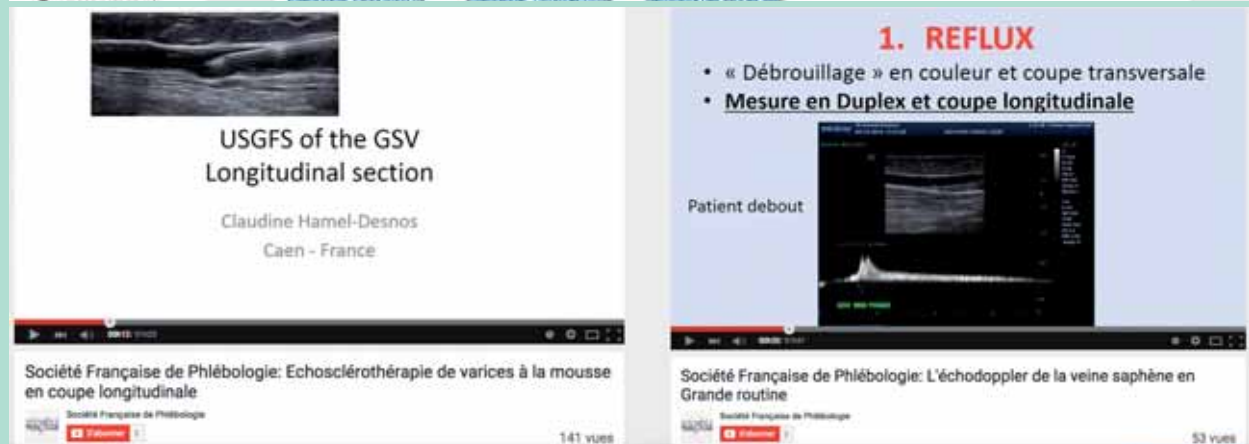 USGFS of the GSV
Longitudinal section
Claudine Hamel-Desnos
Caen - France
Société Française de Phlébologie: Echosclérothérapie de varices à la mousse
en coupe longitudinale
Société Française de Phlébologie
S'abonner
141 vues
1. REFLUX
• « Débrouillage » en couleur et coupe transversale
• Mesure en Duplex et coupe longitudinale
Patient debout
Société Française de Phlébologie: L'échodoppler de la veine saphène en
Grande routine
Société Française de Phlébologie
S'abonner
53 vues